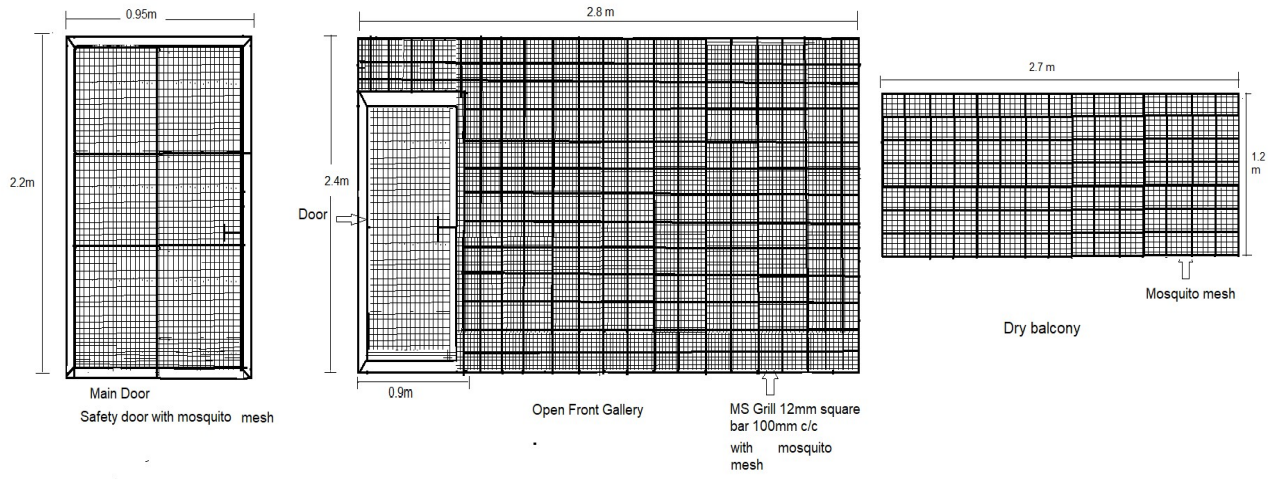 0.95m
2.2m
Main Door
Safety door with mosquito mesh
2.8 m
2.4m
Door
0.9m
Open Front Gallery
MS Grill 12mm square
bar 100mm c/c
with mosquito
mesh
2.7 m
1.2
m
Mosquito mesh
Dry balcony